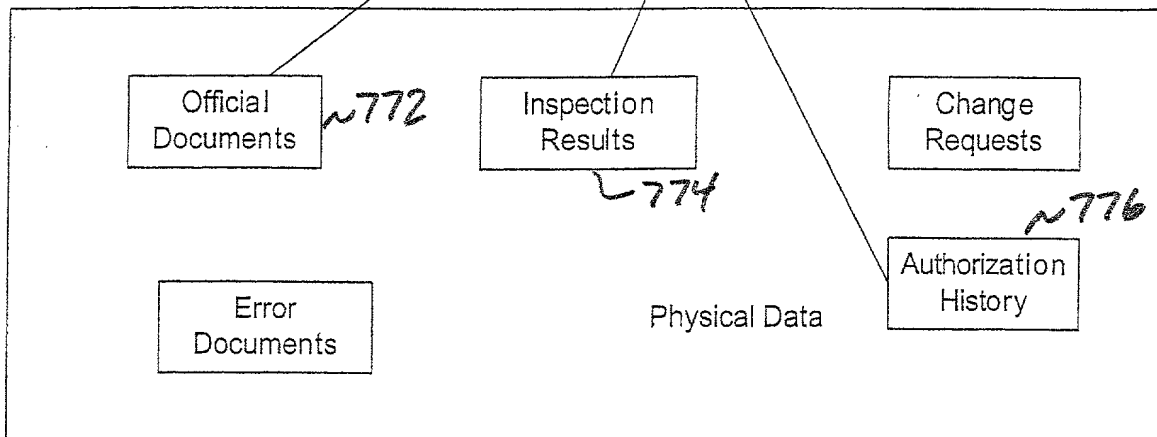 Official
Documents
~772
Inspection
Results
774
Change
Requests
~776
Authorization
History
Error
Documents
Physical Data